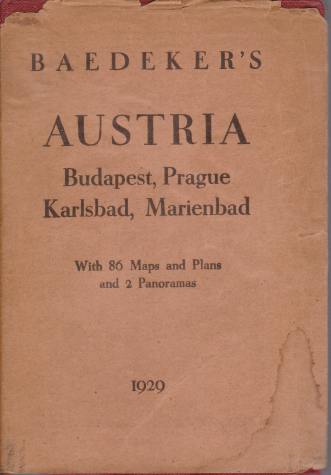 BAEDEKER'S
AUSTRIA
Budapest, Prague
Karlsbad, Marienbad
With 86 Maps and Plans
and 2 Panoramas
1929